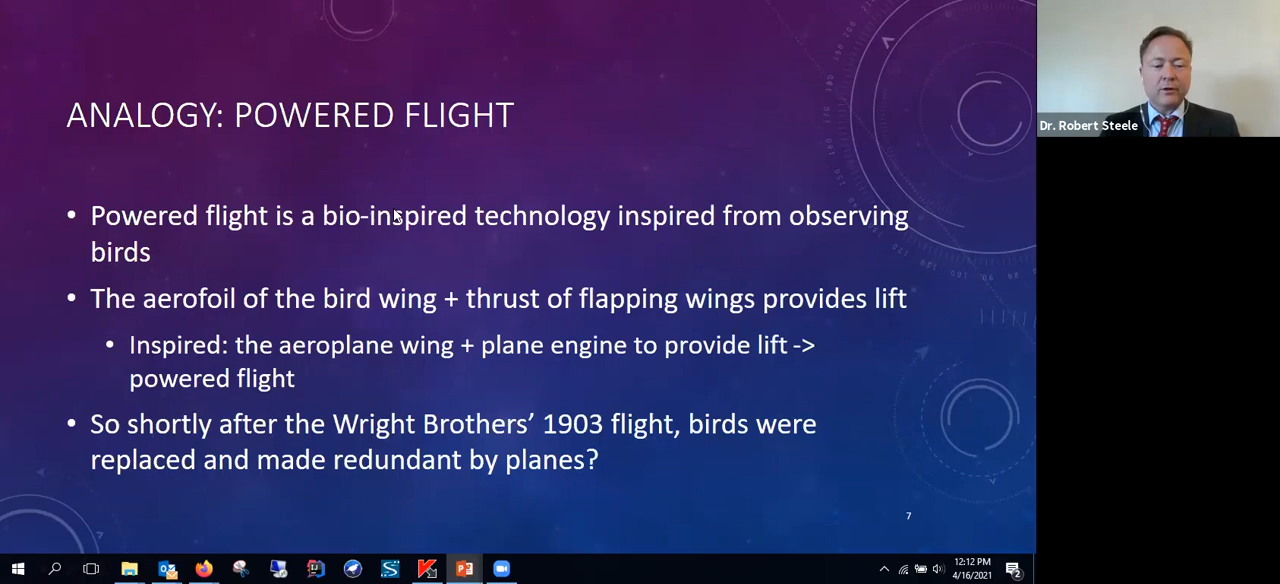 ANALOGY: POWERED FLIGHT
• Powered flight is a bio-inspired technology inspired from observing
birds
• The aerofoil of the bird wing + thrust of flapping wings provides lift
• Inspired: the aeroplane wing + plane engine to provide lift ->
powered flight
• So shortly after the Wright Brothers' 1903 flight, birds were
replaced and made redundant by planes?
7
Dr. Robert Steele
12:12 PM
4/16/2021
2